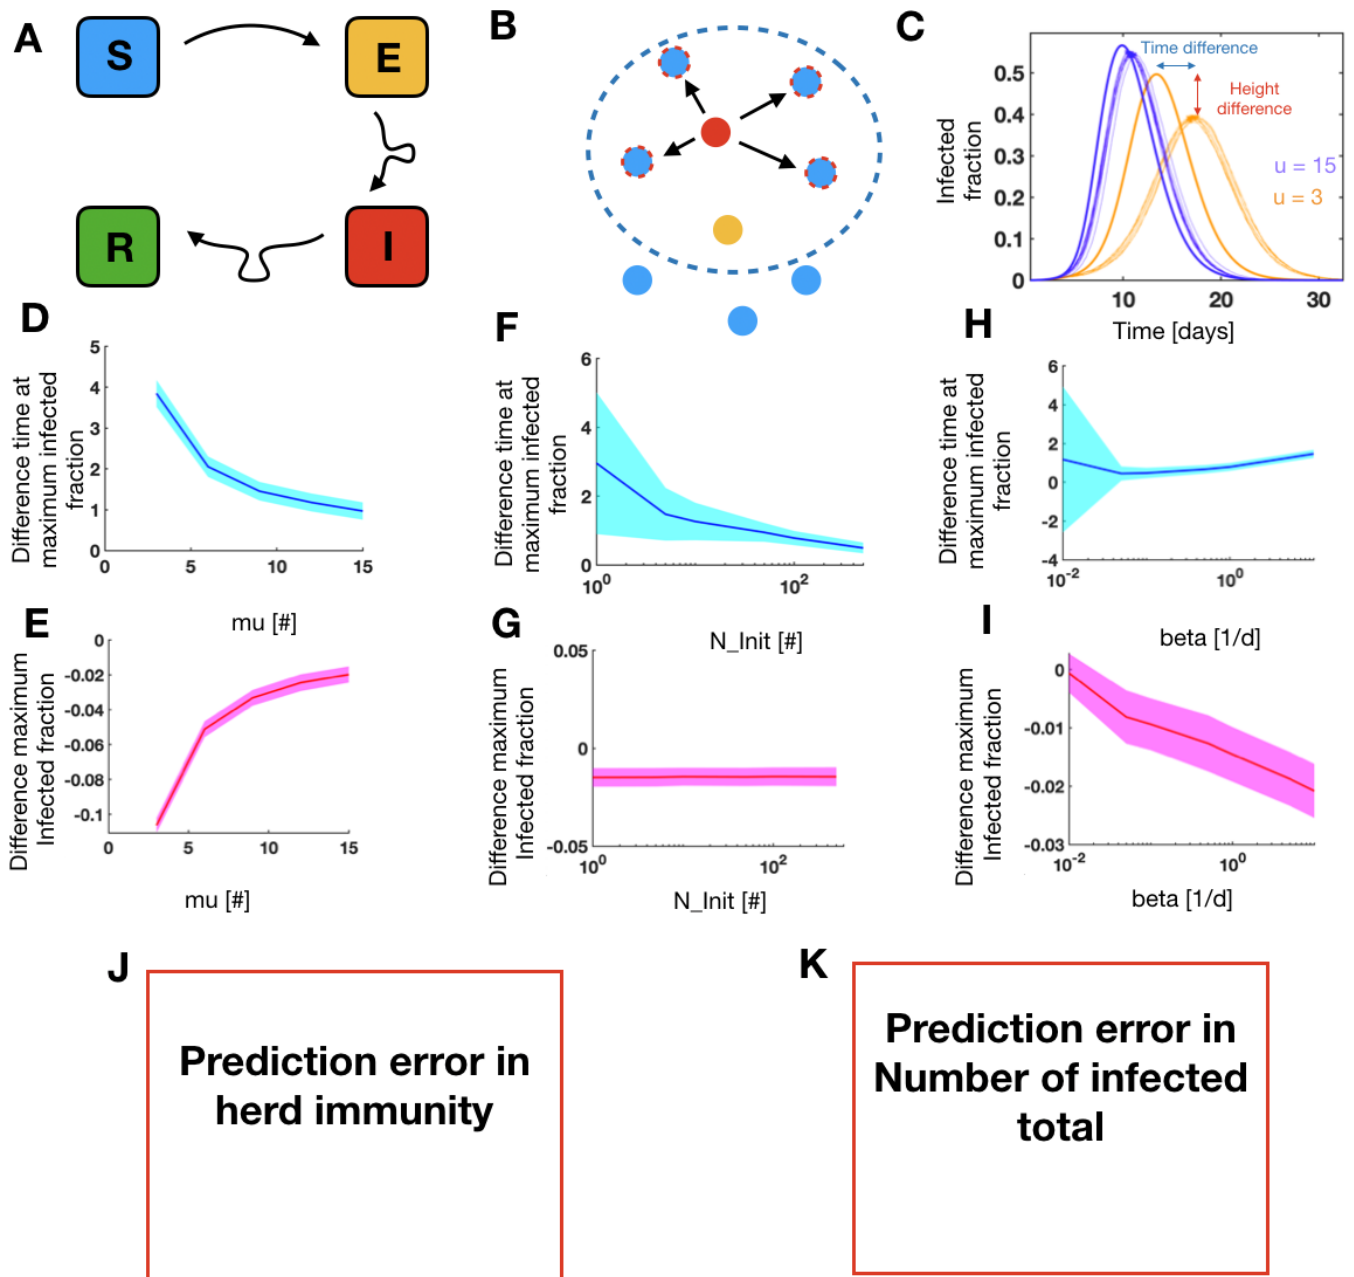 A
S
E
R
I
B
C
Time difference
Height
difference
Infected
fraction
0.5
0.4
0.3
0.2
0.1
0
u = 15
u = 3
10
20
30
Time [days]
D
Difference time at
maximum infected
fraction
5
4
3
2
1
0
0
5
10
15
mu [#]
F
Difference time at
maximum infected
fraction
6
4
2
0
10^0
10^2
N_Init [#]
H
Difference time at
maximum infected
fraction
6
4
2
0
-2
-4
10^-2
10^0
beta [1/d]
E
Difference maximum
Infected fraction
0
-0.02
-0.04
-0.06
-0.08
-0.1
0
5
10
15
mu [#]
G
Difference maximum
Infected fraction
0.05
0
-0.05
10^0
10^2
N_Init [#]
I
Difference maximum
Infected fraction
0
-0.01
-0.02
-0.03
10^-2
10^0
beta [1/d]
J
Prediction error in
herd immunity
K
Prediction error in
Number of infected
total